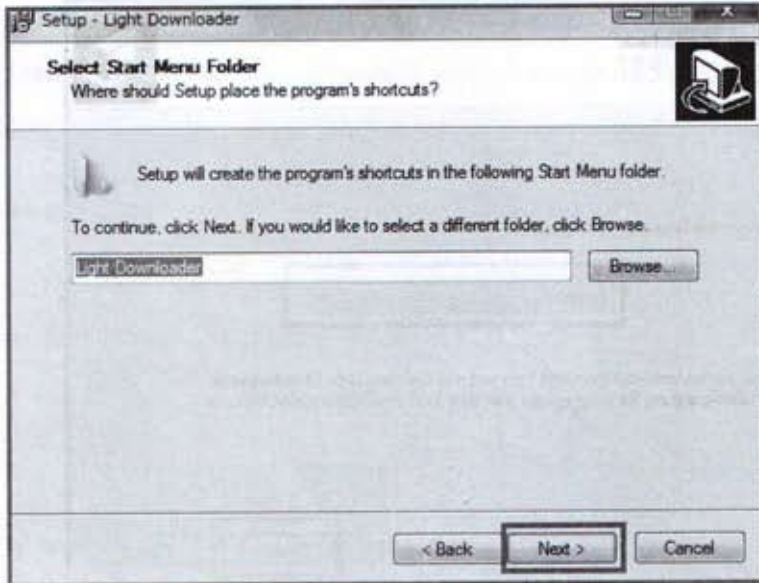 Setup - Light Downloader
Select Start Menu Folder
Where should Setup place the program's shortcuts?
Setup will create the program's shortcuts in the following Start Menu folder.
To continue, click Next. If you would like to select a different folder, click Browse.
Light Downloader
Browse...
< Back
Next >
Cancel